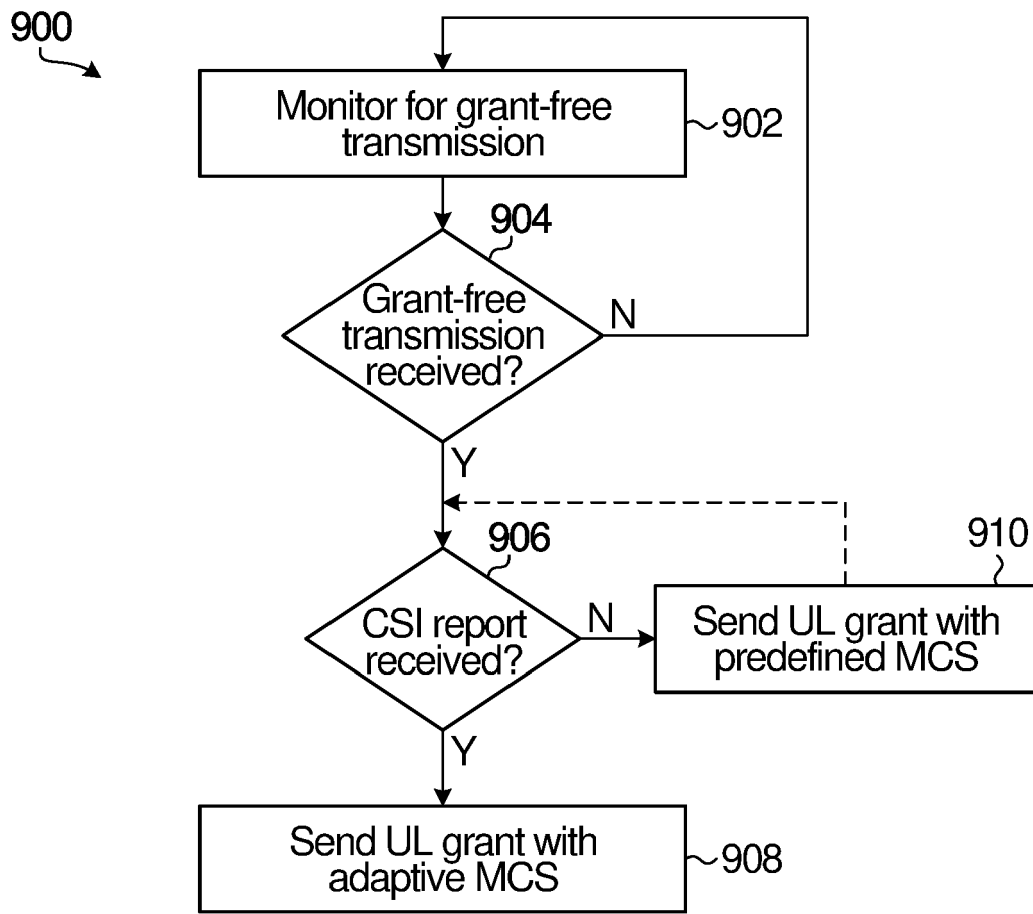 900
Monitor for grant-free
transmission
902
904
Grant-free
transmission
received?
N
Y
906
910
CSI report
received?
N
Send UL grant with
predefined MCS
Y
Send UL grant with
adaptive MCS
908